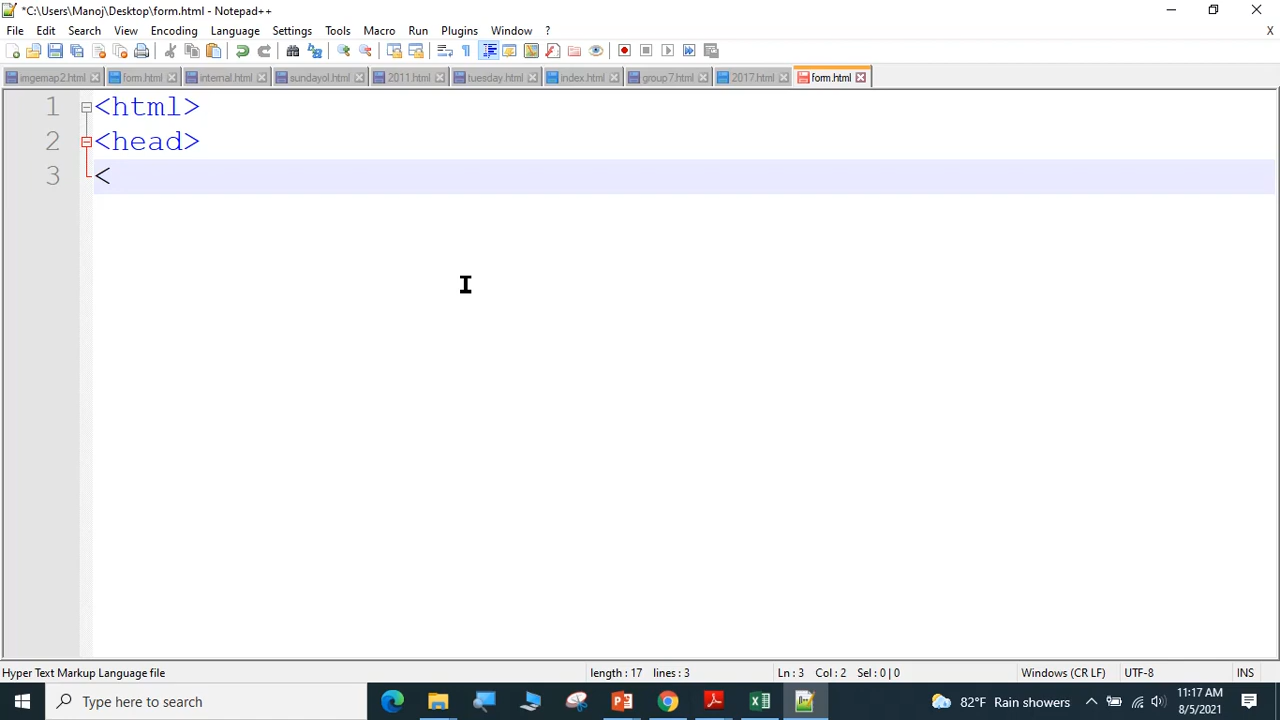 *C:\Users\Manoj\Desktop\form.html - Notepad++
File Edit Search View Encoding Language Settings Tools Macro Run Plugins Window ? X
imgemap2.html form.html internal.html sundayol.html 2011.html tuesday.html index.html group7.html 2017.html form.html
1 <html>
2 <head>
3 <
Hyper Text Markup Language file length : 17 lines : 3 Ln : 3 Col : 2 Sel : 0 | 0 Windows (CR LF) UTF-8 INS
Type here to search 82°F Rain showers 11:17 AM
8/5/2021